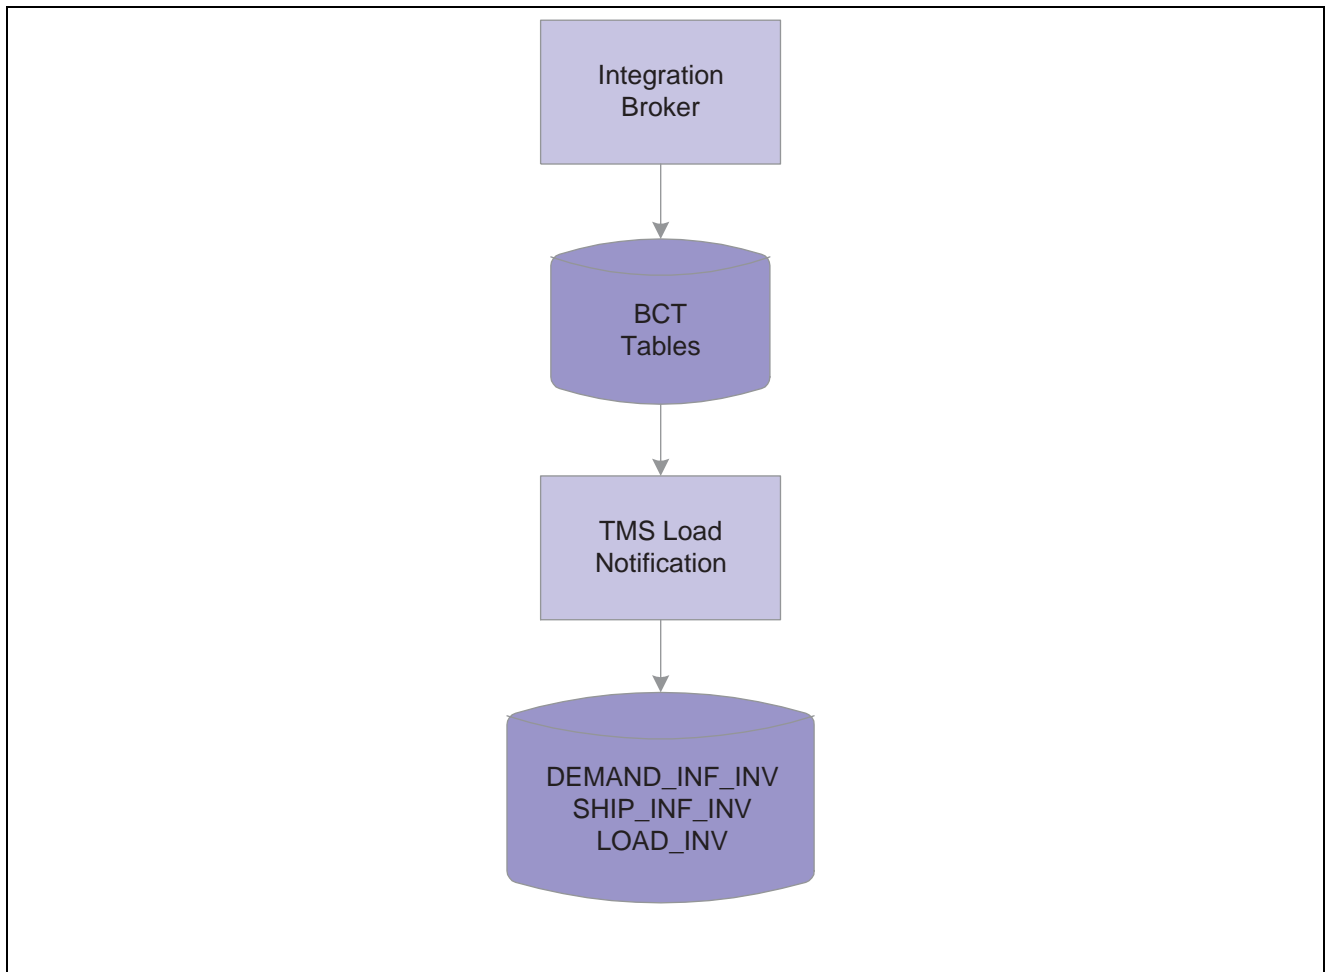 Integration
Broker
BCT
Tables
TMS Load
Notification
DEMAND_INF_INV
SHIP_INF_INV
LOAD_INV